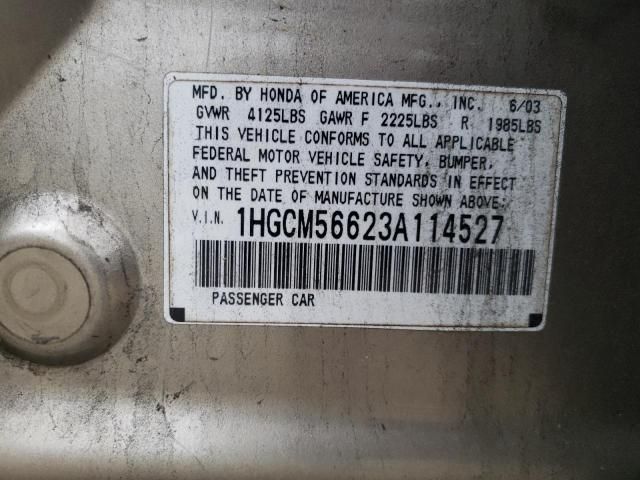 MFD. BY HONDA OF AMERICA MFG., INC. 6/03
GVWR 4125LBS GAWR F 2225LBS R 1985LBS
THIS VEHICLE CONFORMS TO ALL APPLICABLE
FEDERAL MOTOR VEHICLE SAFETY, BUMPER,
AND THEFT PREVENTION STANDARDS IN EFFECT
ON THE DATE OF MANUFACTURE SHOWN ABOVE:
V.I.N. 1HGCM56623A114527
PASSENGER CAR